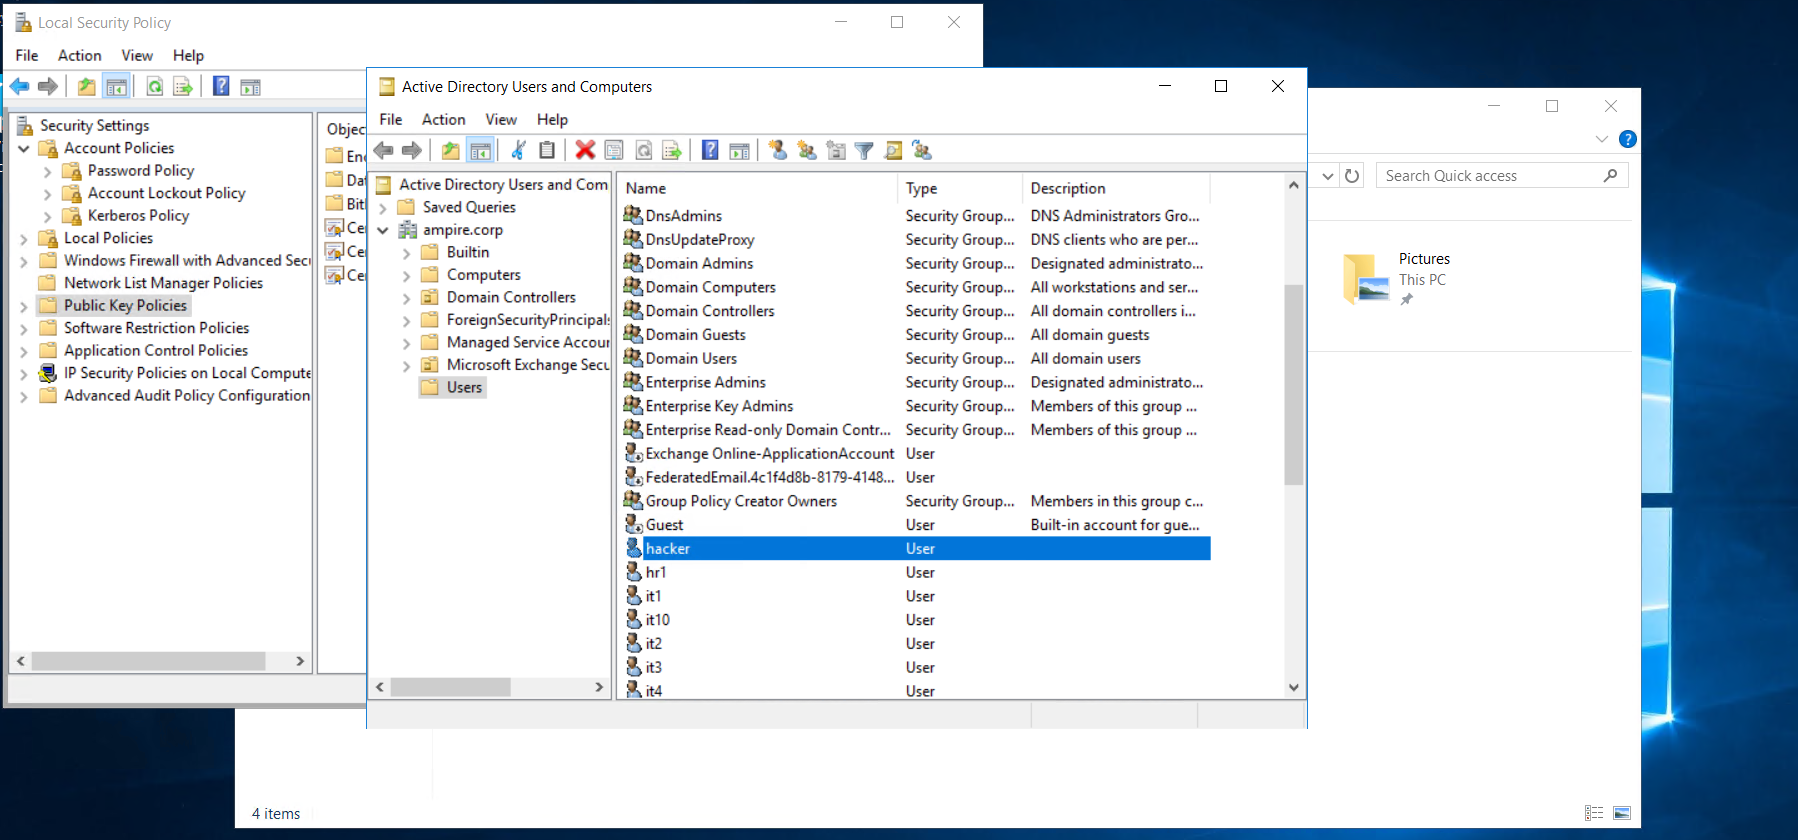 Local Security Policy
File Action View Help
Security Settings
Account Policies
Password Policy
Account Lockout Policy
Kerberos Policy
Local Policies
Windows Firewall with Advanced Secu
Network List Manager Policies
Public Key Policies
Software Restriction Policies
Application Control Policies
IP Security Policies on Local Compute
Advanced Audit Policy Configuration
Objec
Enc
Dat
Bitl
Cer
Cer
Cer
Active Directory Users and Computers
File Action View Help
Active Directory Users and Com
Saved Queries
ampire.corp
Builtin
Computers
Domain Controllers
ForeignSecurityPrincipals
Managed Service Accour
Microsoft Exchange Secu
Users
Name Type Description
DnsAdmins Security Group... DNS Administrators Gro...
DnsUpdateProxy Security Group... DNS clients who are per...
Domain Admins Security Group... Designated administrato...
Domain Computers Security Group... All workstations and ser...
Domain Controllers Security Group... All domain controllers i...
Domain Guests Security Group... All domain guests
Domain Users Security Group... All domain users
Enterprise Admins Security Group... Designated administrato...
Enterprise Key Admins Security Group... Members of this group ...
Enterprise Read-only Domain Contr... Security Group... Members of this group ...
Exchange Online-ApplicationAccount User
FederatedEmail.4c1f4d8b-8179-4148... User
Group Policy Creator Owners Security Group... Members in this group c...
Guest User Built-in account for gue...
hacker User
hr1 User
it1 User
it10 User
it2 User
it3 User
it4 User
Search Quick access
Pictures
This PC
4 items